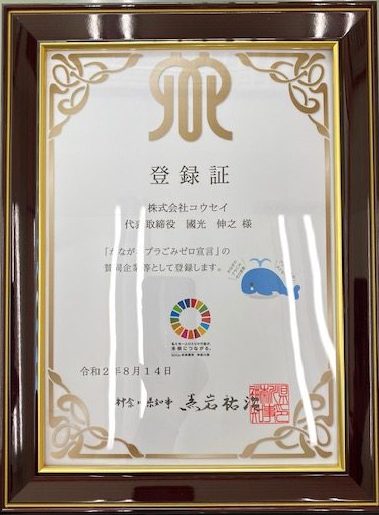 登録証
株式会社コウセイ
代表取締役 國光 伸之 様
「かながわプラごみゼロ宣言」の
賛同企業等として登録します。
令和2年8月14日
神奈川県知事 黒岩祐治